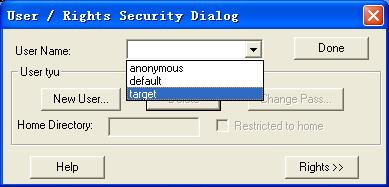 User / Rights Security Dialog
User Name:
Done
anonymous
default
target
User tyu
New User...
Delete
Change Pass...
Home Directory:
Restricted to home
Help
Rights >>